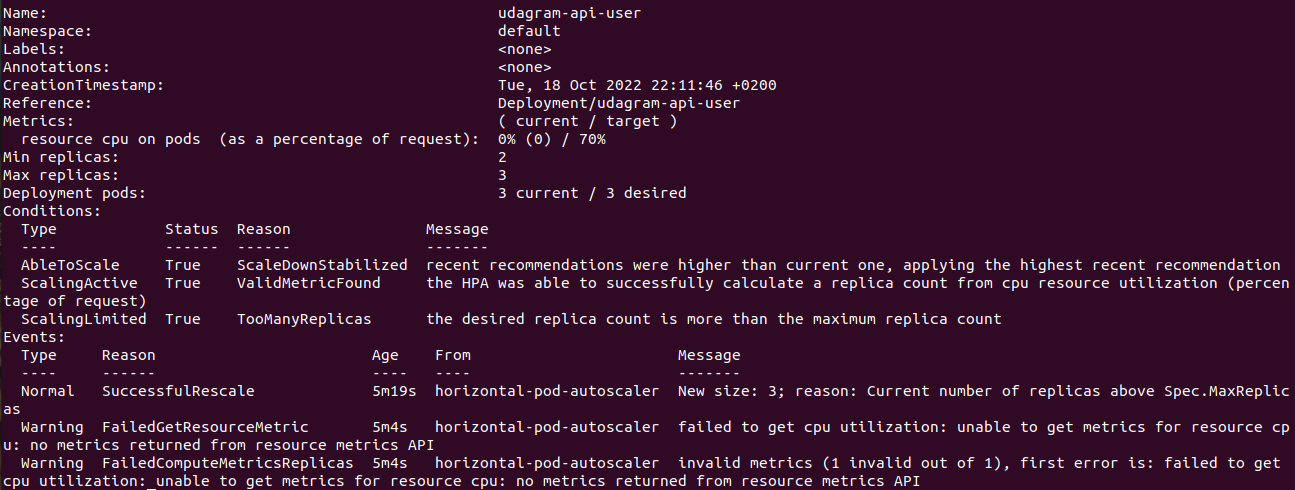 Name:                                                  udagram-api-user
Namespace:                                             default
Labels:                                                <none>
Annotations:                                           <none>
CreationTimestamp:                                     Tue, 18 Oct 2022 22:11:46 +0200
Reference:                                             Deployment/udagram-api-user
Metrics:                                               ( current / target )
  resource cpu on pods  (as a percentage of request):  0% (0) / 70%
Min replicas:                                          2
Max replicas:                                          3
Deployment pods:                                       3 current / 3 desired
Conditions:
  Type            Status  Reason               Message
  ----            ------  ------               -------
  AbleToScale     True    ScaleDownStabilized  recent recommendations were higher than current one, applying the highest recent recommendation
  ScalingActive   True    ValidMetricFound     the HPA was able to successfully calculate a replica count from cpu resource utilization (percen
tage of request)
  ScalingLimited  True    TooManyReplicas      the desired replica count is more than the maximum replica count
Events:
  Type     Reason                        Age    From                       Message
  ----     ------                        ----   ----                       -------
  Normal   SuccessfulRescale             5m19s  horizontal-pod-autoscaler  New size: 3; reason: Current number of replicas above Spec.MaxReplic
as
  Warning  FailedGetResourceMetric       5m4s   horizontal-pod-autoscaler  failed to get cpu utilization: unable to get metrics for resource cp
u: no metrics returned from resource metrics API
  Warning  FailedComputeMetricsReplicas  5m4s   horizontal-pod-autoscaler  invalid metrics (1 invalid out of 1), first error is: failed to get
cpu utilization: unable to get metrics for resource cpu: no metrics returned from resource metrics API